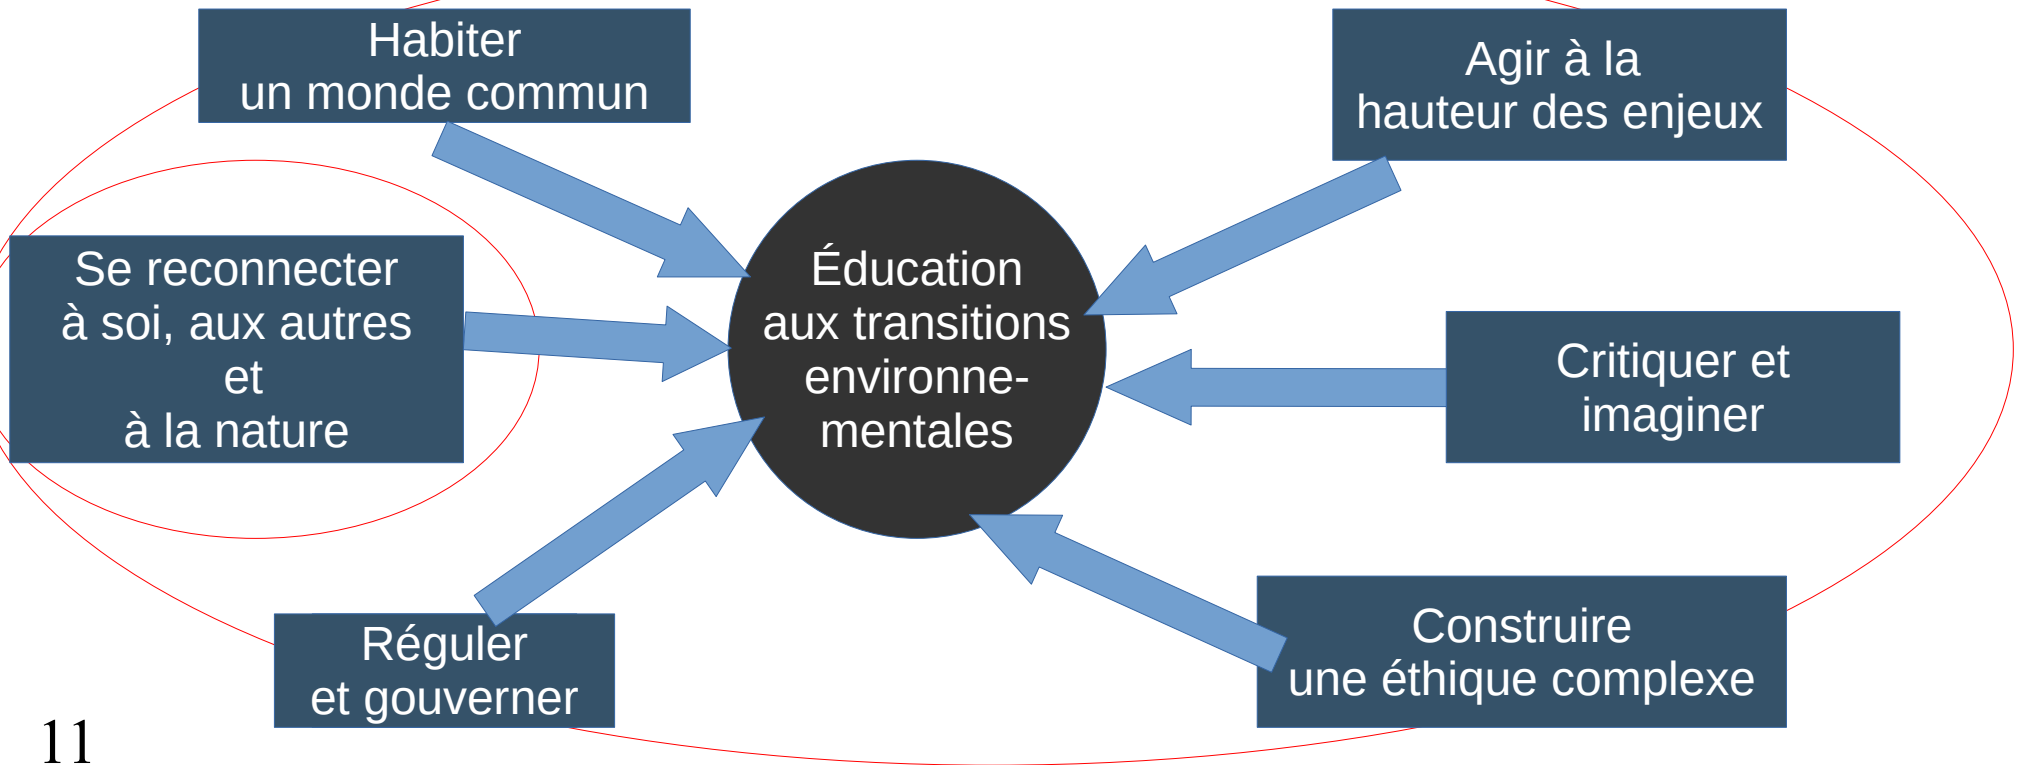 Habiter
un monde commun
Agir à la
hauteur des enjeux
Se reconnecter
à soi, aux autres
et
à la nature
Éducation
aux transitions
environne-
mentales
Critiquer et
imaginer
Réguler
et gouverner
Construire
une éthique complexe
11